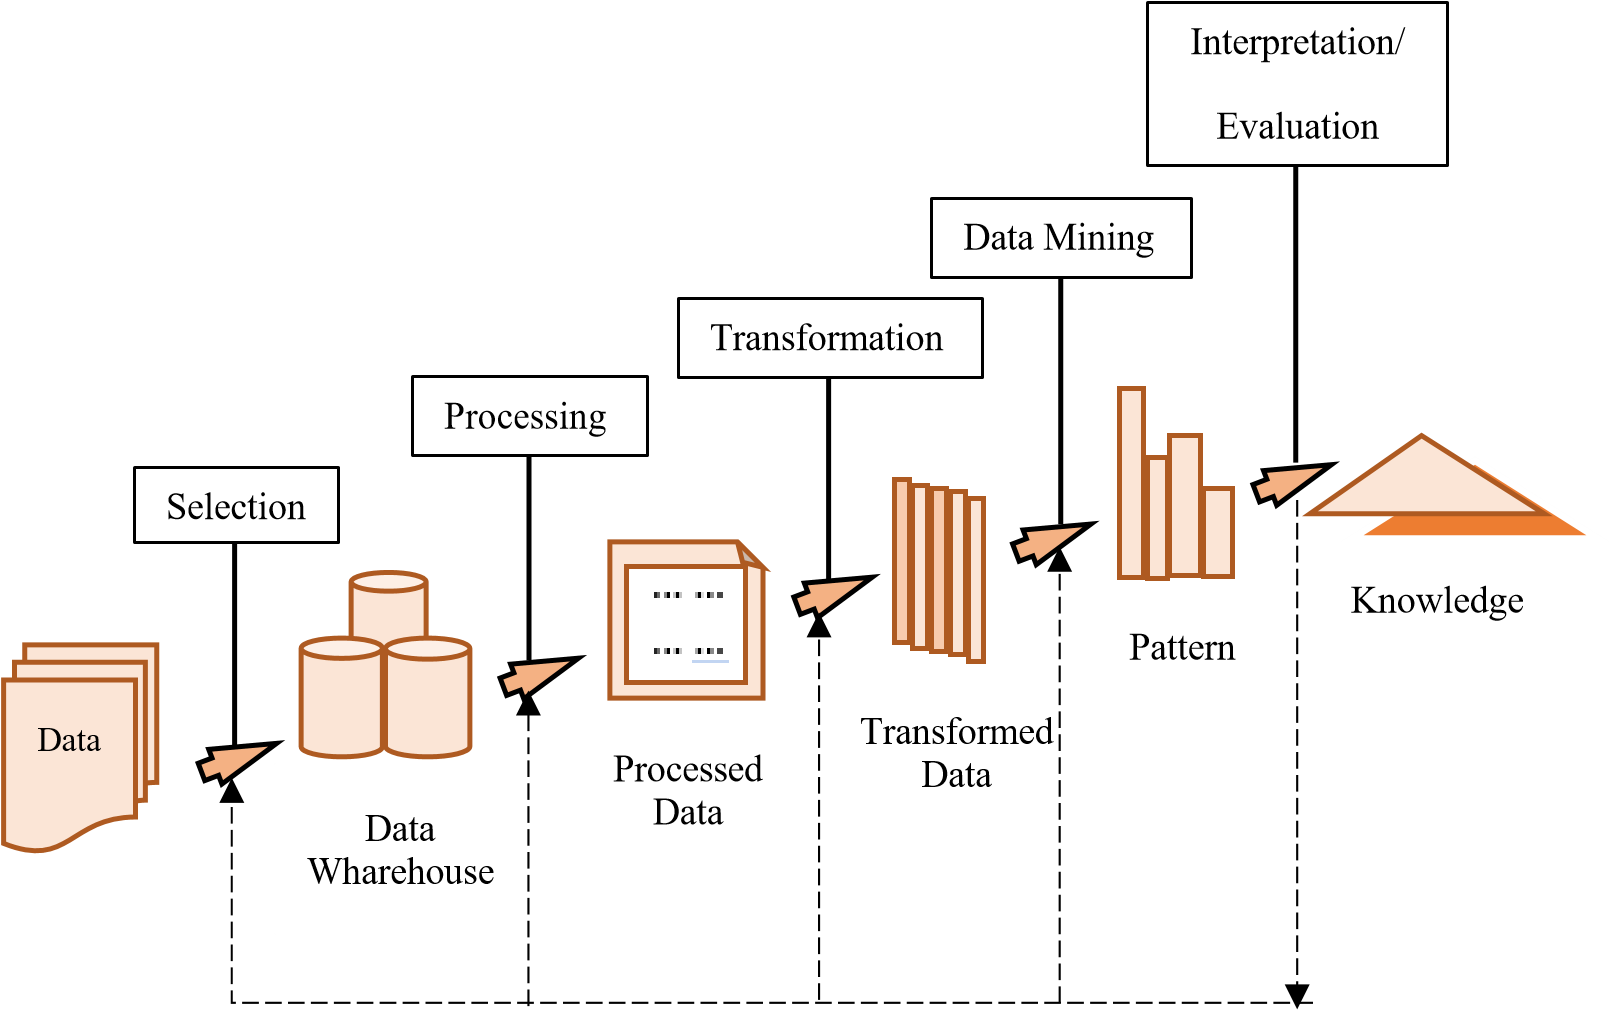 Interpretation/
Evaluation
Data Mining
Transformation
Processing
Selection
Data
Data
Wharehouse
Processed
Data
Transformed
Data
Pattern
Knowledge